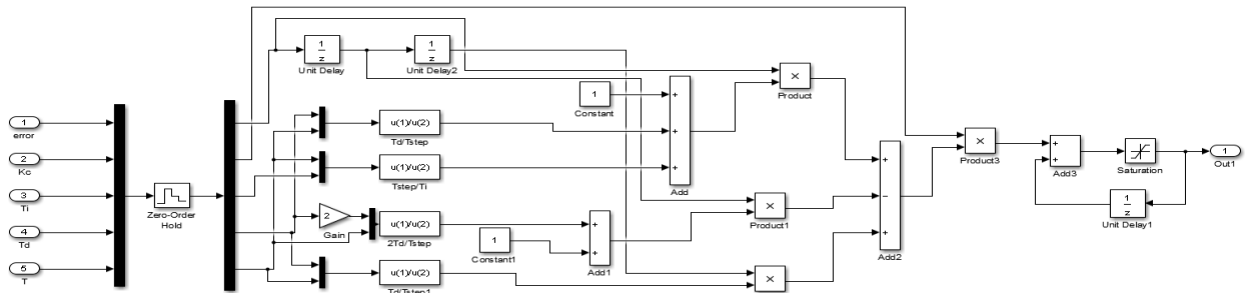 1
error
2
Kc
3
Ti
4
Td
5
T
Zero-Order
Hold
1
z
Unit Delay
1
z
Unit Delay2
1
Constant
u(1)/u(2)
Td/Tstep
u(1)/u(2)
Tstep/Ti
2
Gain
u(1)/u(2)
2Td/Tstep
u(1)/u(2)
Td/Tstep1
1
Constant1
+
+
Add1
+
+
+
Add
×
Product
×
Product1
×
+
−
+
Add2
×
Product3
+
+
Add3
Saturation
1
z
Unit Delay1
1
Out1